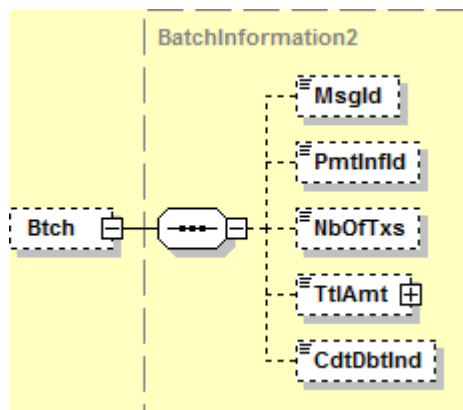 BatchInformation2
MsgId
PmtInfId
Btch
NbOfTxs
TtlAmt
CdtDbtInd